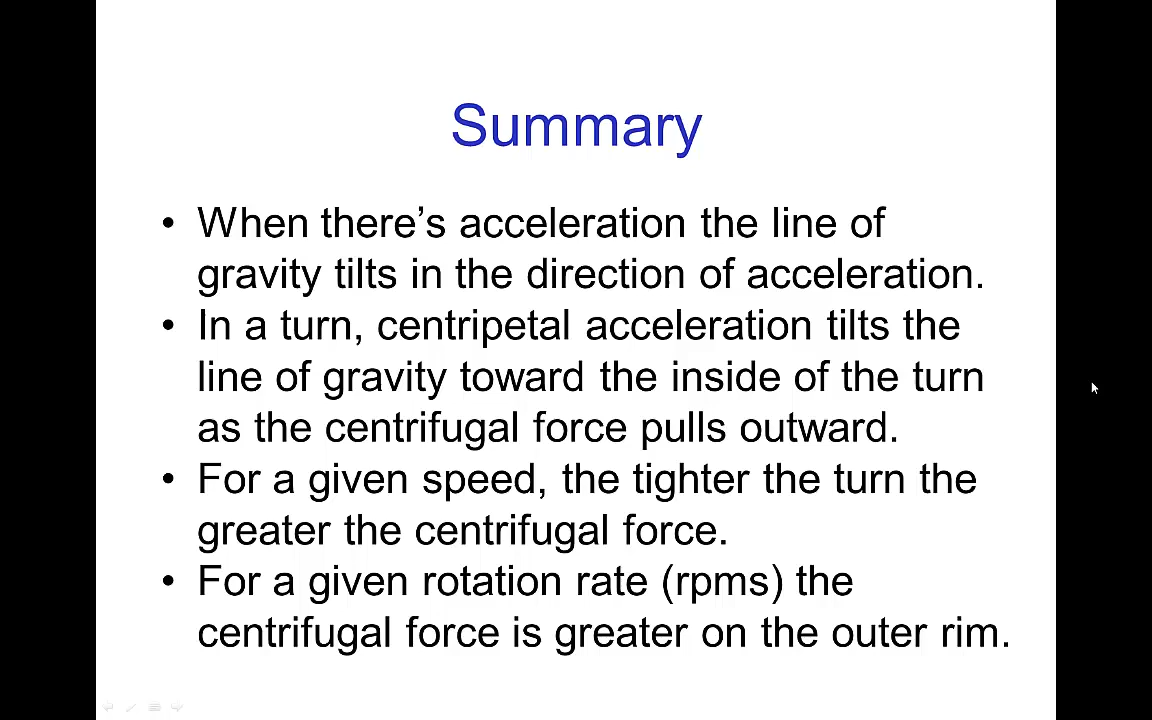 Summary
• When there’s acceleration the line of
gravity tilts in the direction of acceleration.
• In a turn, centripetal acceleration tilts the
line of gravity toward the inside of the turn
as the centrifugal force pulls outward.
• For a given speed, the tighter the turn the
greater the centrifugal force.
• For a given rotation rate (rpms) the
centrifugal force is greater on the outer rim.